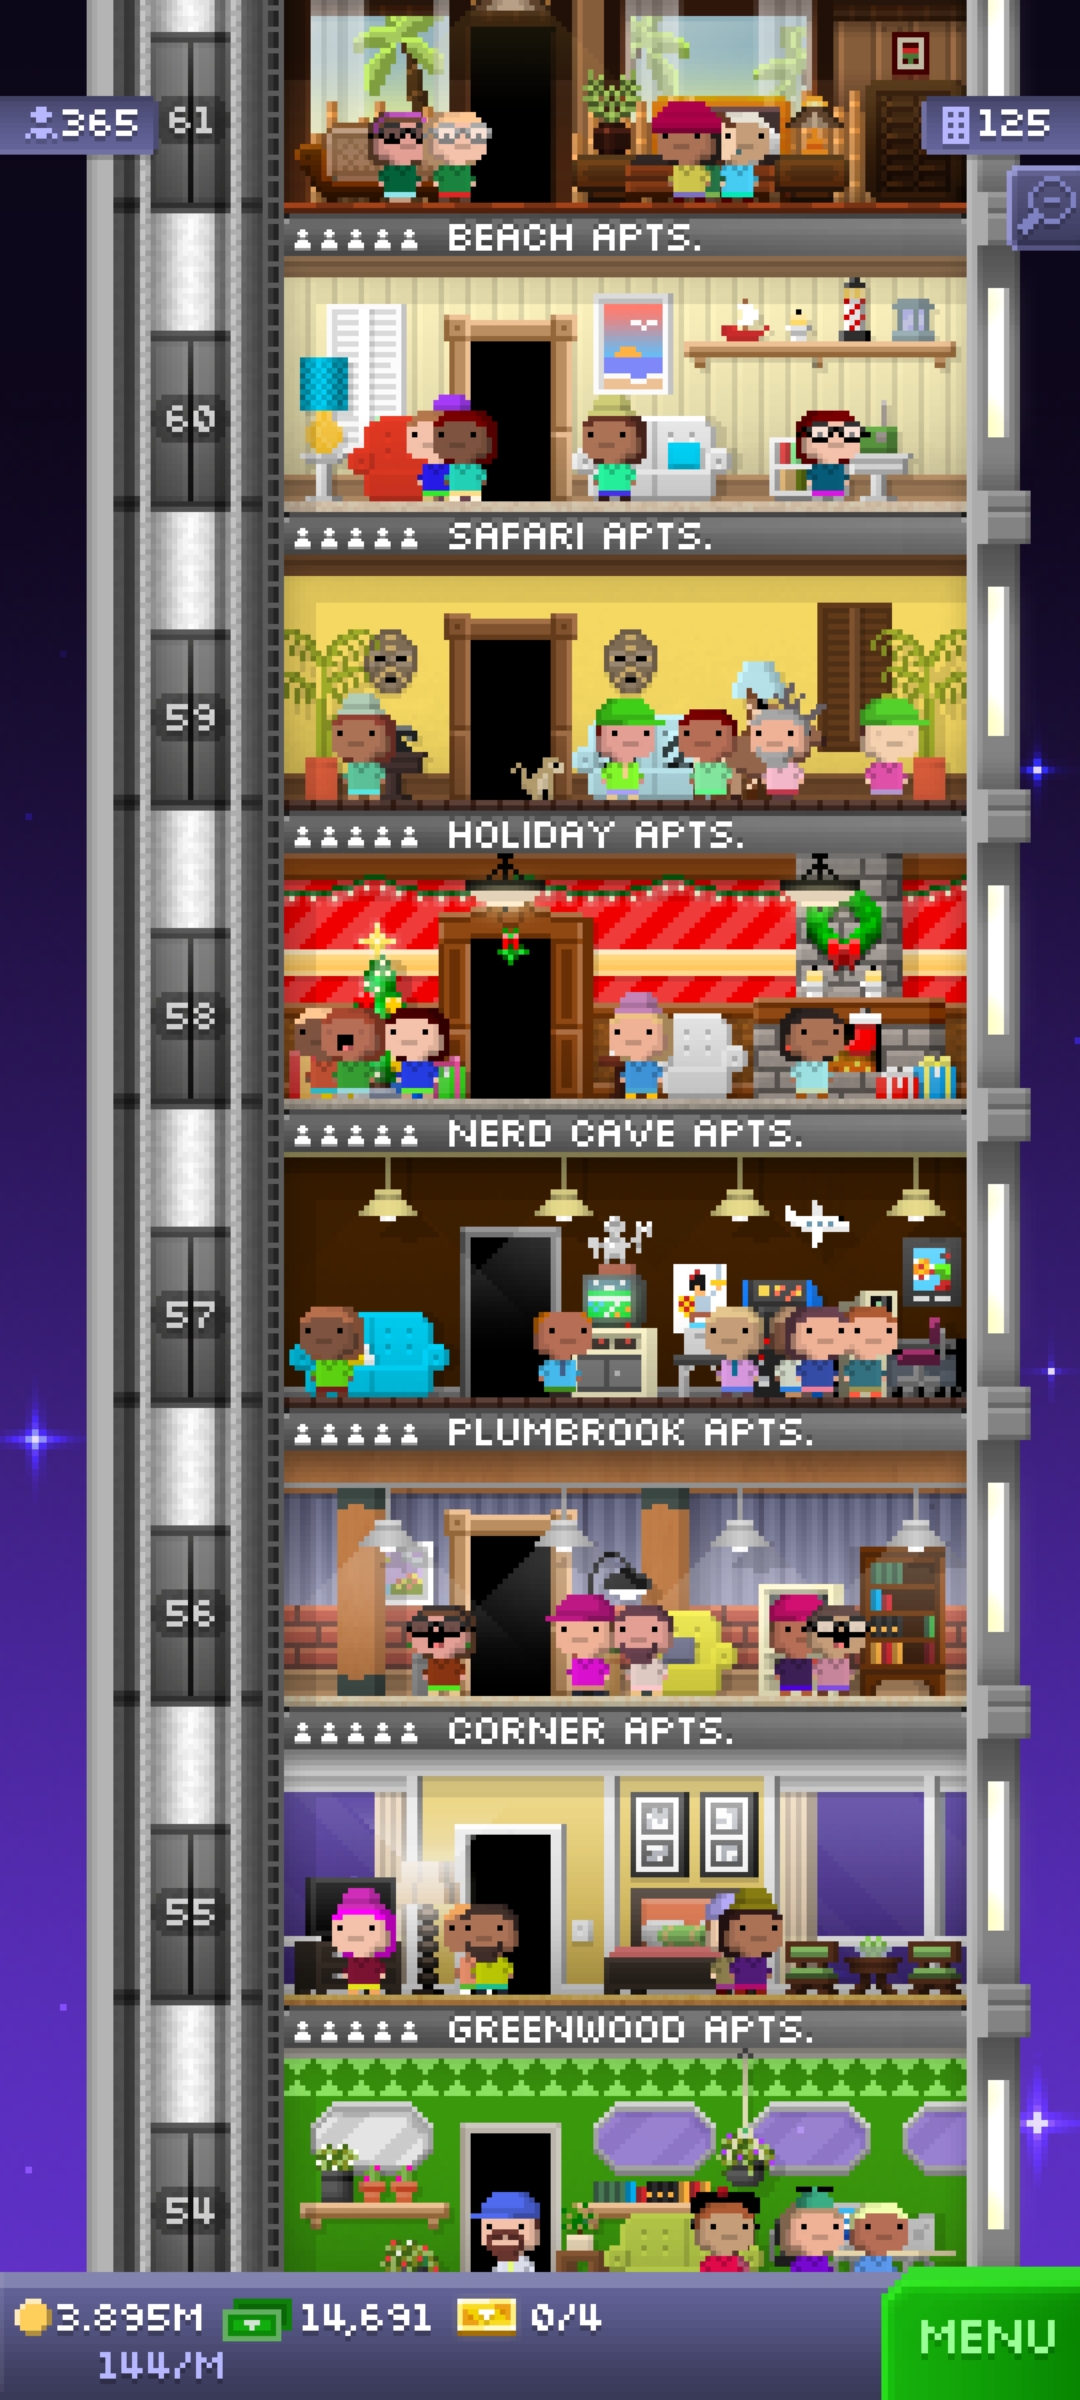 365
61
125
BEACH APTS.
60
SAFARI APTS.
59
HOLIDAY APTS.
58
NERD CAVE APTS.
57
PLUMBROOK APTS.
56
CORNER APTS.
55
GREENWOOD APTS.
54
3.895M 14,691 0/4
144/M
MENU